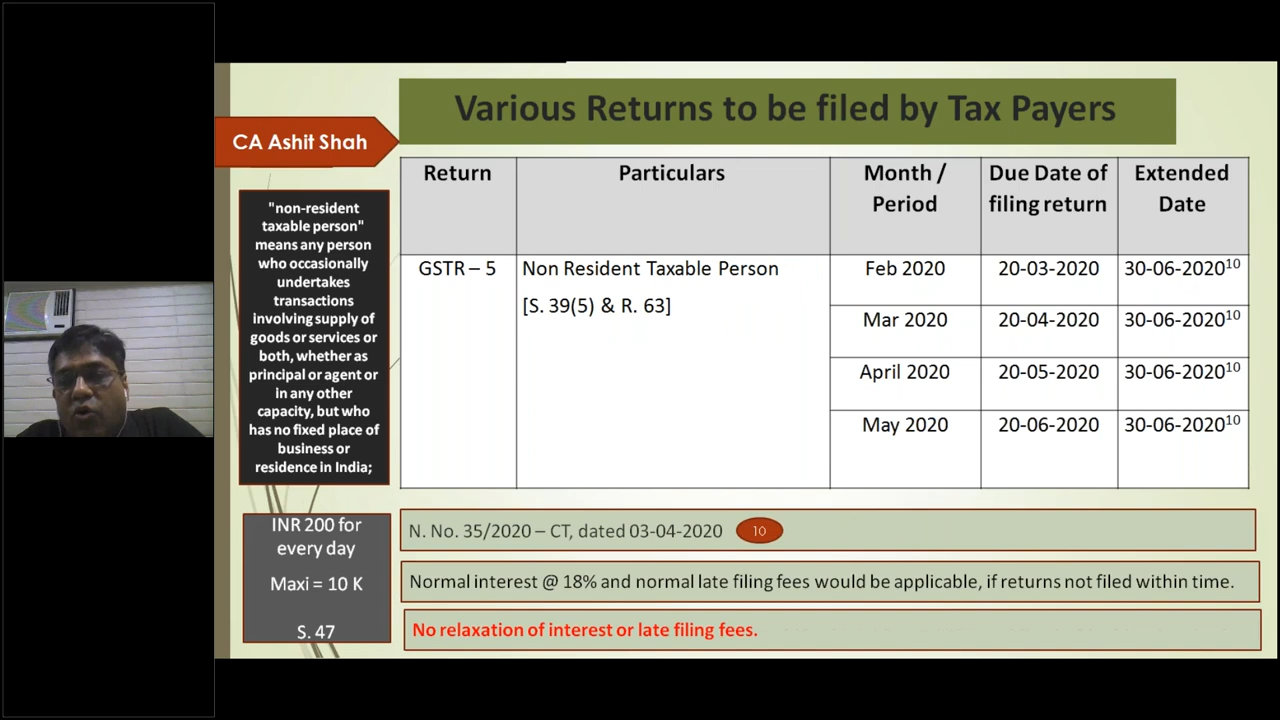 Various Returns to be filed by Tax Payers
CA Ashit Shah
"non-resident
taxable person"
means any person
who occasionally
undertakes
transactions
involving supply of
goods or services or
both, whether as
principal or agent or
in any other
capacity, but who
has no fixed place of
business or
residence in India;
INR 200 for
every day
Maxi = 10 K
S. 47
Return Particulars Month / Period Due Date of filing return Extended Date
GSTR – 5 Non Resident Taxable Person Feb 2020 20-03-2020 30-06-2020¹⁰
[S. 39(5) & R. 63]
Mar 2020 20-04-2020 30-06-2020¹⁰
April 2020 20-05-2020 30-06-2020¹⁰
May 2020 20-06-2020 30-06-2020¹⁰
N. No. 35/2020 – CT, dated 03-04-2020 10
Normal interest @ 18% and normal late filing fees would be applicable, if returns not filed within time.
No relaxation of interest or late filing fees.